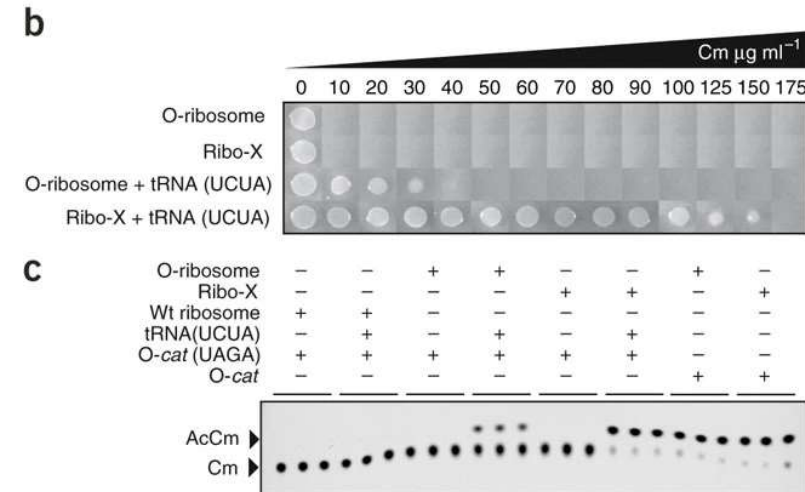 b
Cm µg ml⁻¹
0 10 20 30 40 50 60 70 80 90 100 125 150 175
O-ribosome
Ribo-X
O-ribosome + tRNA (UCUA)
Ribo-X + tRNA (UCUA)
c
O-ribosome − − + + − − + −
Ribo-X − − − − + + − +
Wt ribosome + + − − − − − −
tRNA(UCUA) − + − + − + − −
O-cat (UAGA) + + + + + + − −
O-cat − − − − − − + +
AcCm
Cm